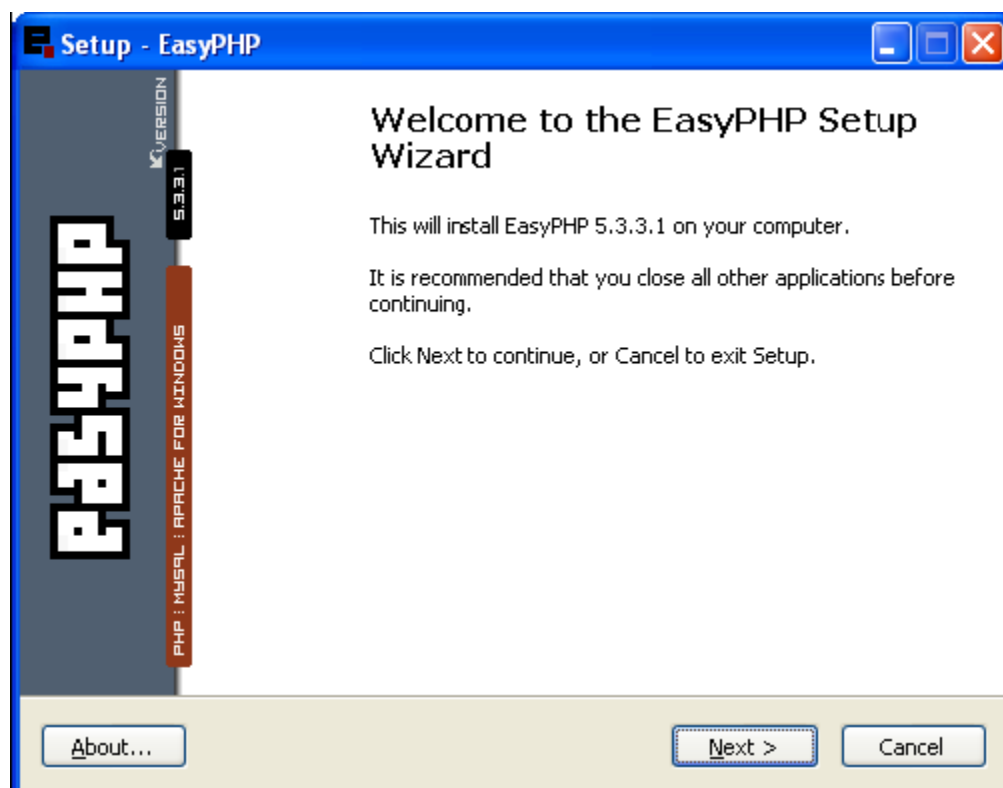 Setup - EasyPHP
VERSION
5.3.3.1
easyphp
PHP : MYSQL : APACHE FOR WINDOWS
Welcome to the EasyPHP Setup
Wizard
This will install EasyPHP 5.3.3.1 on your computer.
It is recommended that you close all other applications before
continuing.
Click Next to continue, or Cancel to exit Setup.
About...
Next >
Cancel